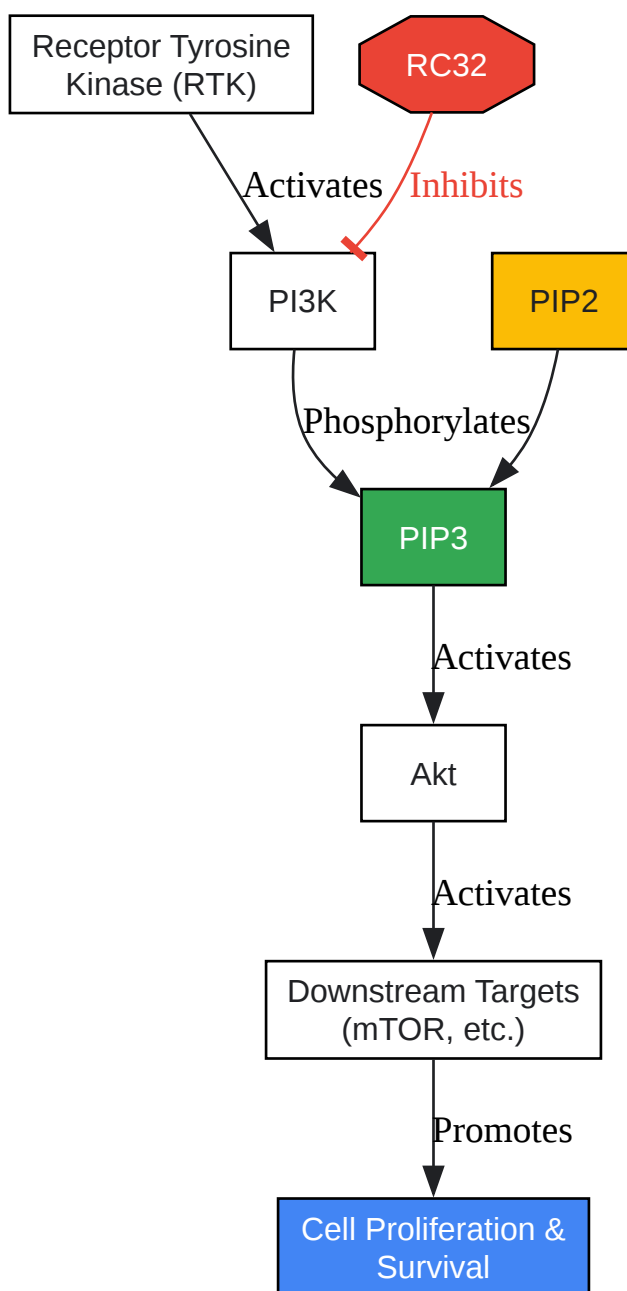 Receptor Tyrosine
Kinase (RTK)
RC32
Activates
Inhibits
PI3K
PIP2
Phosphorylates
PIP3
Activates
Akt
Activates
Downstream Targets
(mTOR, etc.)
Promotes
Cell Proliferation &
Survival